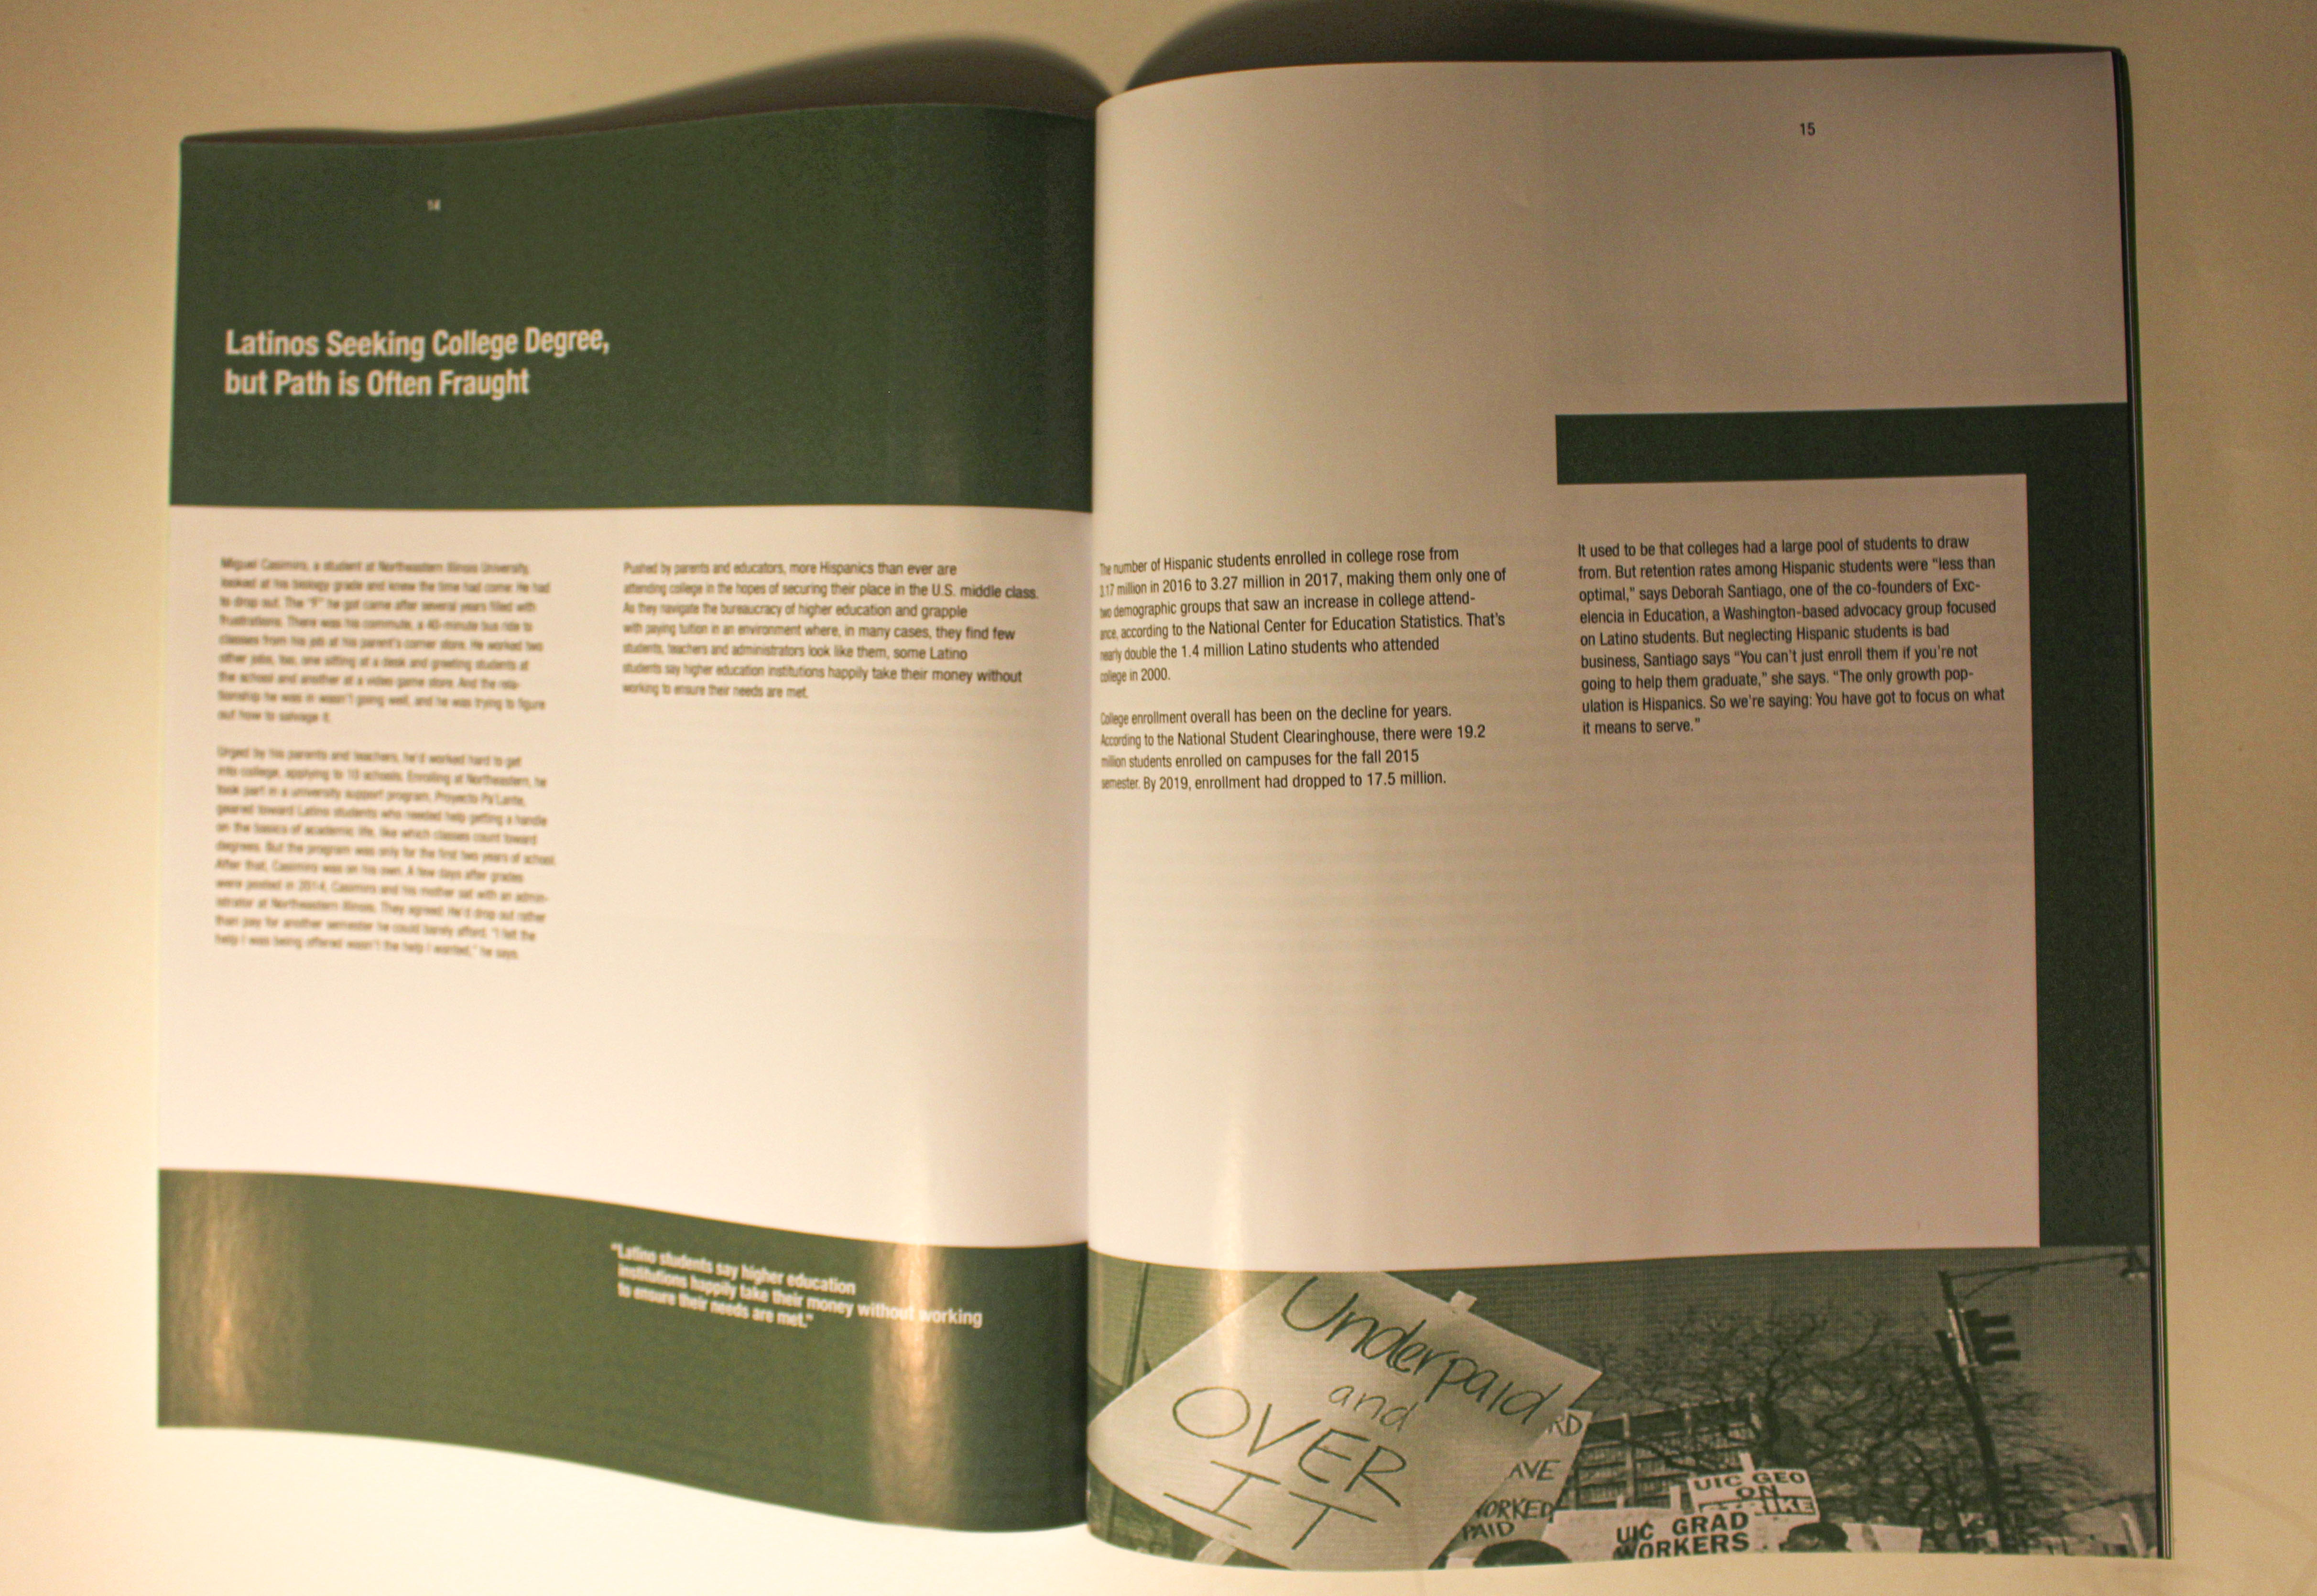 14
Latinos Seeking College Degree,
but Path is Often Fraught
Miguel Casimiro, a student at Northeastern Illinois University,
looked at his biology grade and knew the time had come: He had
to drop out. The "F" he got came after several years filled with
frustrations. There was his commute, a 40-minute bus ride to
classes from his job at his parent's corner store. He worked two
other jobs, too, one sitting at a desk and greeting students at
the school and another at a video game store. And the rela-
tionship he was in wasn't going well, and he was trying to figure
out how to salvage it.
Urged by his parents and teachers, he'd worked hard to get
into college, applying to 10 schools. Enrolling at Northeastern, he
took part in a university support program, Proyecto Pa'Lante,
geared toward Latino students who needed help getting a handle
on the basics of academic life, like which classes count toward
degrees. But the program was only for the first two years of school.
After that, Casimiro was on his own. A few days after grades
were posted in 2014, Casimiro and his mother sat with an admin-
istrator at Northeastern Illinois. They agreed: He'd drop out rather
than pay for another semester he could barely afford. "I felt the
help I was being offered wasn't the help I wanted," he says.
Pushed by parents and educators, more Hispanics than ever are
attending college in the hopes of securing their place in the U.S. middle class.
As they navigate the bureaucracy of higher education and grapple
with paying tuition in an environment where, in many cases, they find few
students, teachers and administrators look like them, some Latino
students say higher education institutions happily take their money without
working to ensure their needs are met.
"Latino students say higher education
institutions happily take their money without working
to ensure their needs are met."
15
The number of Hispanic students enrolled in college rose from
3.17 million in 2016 to 3.27 million in 2017, making them only one of
two demographic groups that saw an increase in college attend-
ance, according to the National Center for Education Statistics. That's
nearly double the 1.4 million Latino students who attended
college in 2000.
College enrollment overall has been on the decline for years.
According to the National Student Clearinghouse, there were 19.2
million students enrolled on campuses for the fall 2015
semester. By 2019, enrollment had dropped to 17.5 million.
It used to be that colleges had a large pool of students to draw
from. But retention rates among Hispanic students were "less than
optimal," says Deborah Santiago, one of the co-founders of Exc-
elencia in Education, a Washington-based advocacy group focused
on Latino students. But neglecting Hispanic students is bad
business, Santiago says "You can't just enroll them if you're not
going to help them graduate," she says. "The only growth pop-
ulation is Hispanics. So we're saying: You have got to focus on what
it means to serve."
Underpaid
and
OVER
IT
RD
AVE
ORKED
PAID
UIC GEO
ON
IKE
UIC GRAD
WORKERS